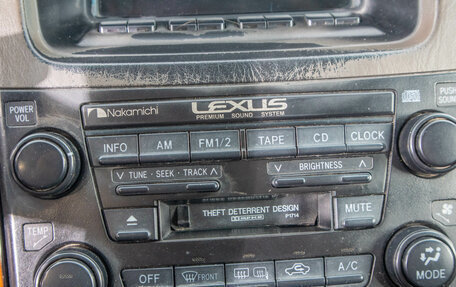 POWER
VOL
Nakamichi
LEXUS
PREMIUM SOUND SYSTEM
PUSH
SOUND
INFO
AM
FM1/2
TAPE
CD
CLOCK
∨ TUNE · SEEK · TRACK ∧
∨ BRIGHTNESS ∧
THEFT DETERRENT DESIGN
P1714
MUTE
TEMP
OFF
FRONT
A/C
MODE